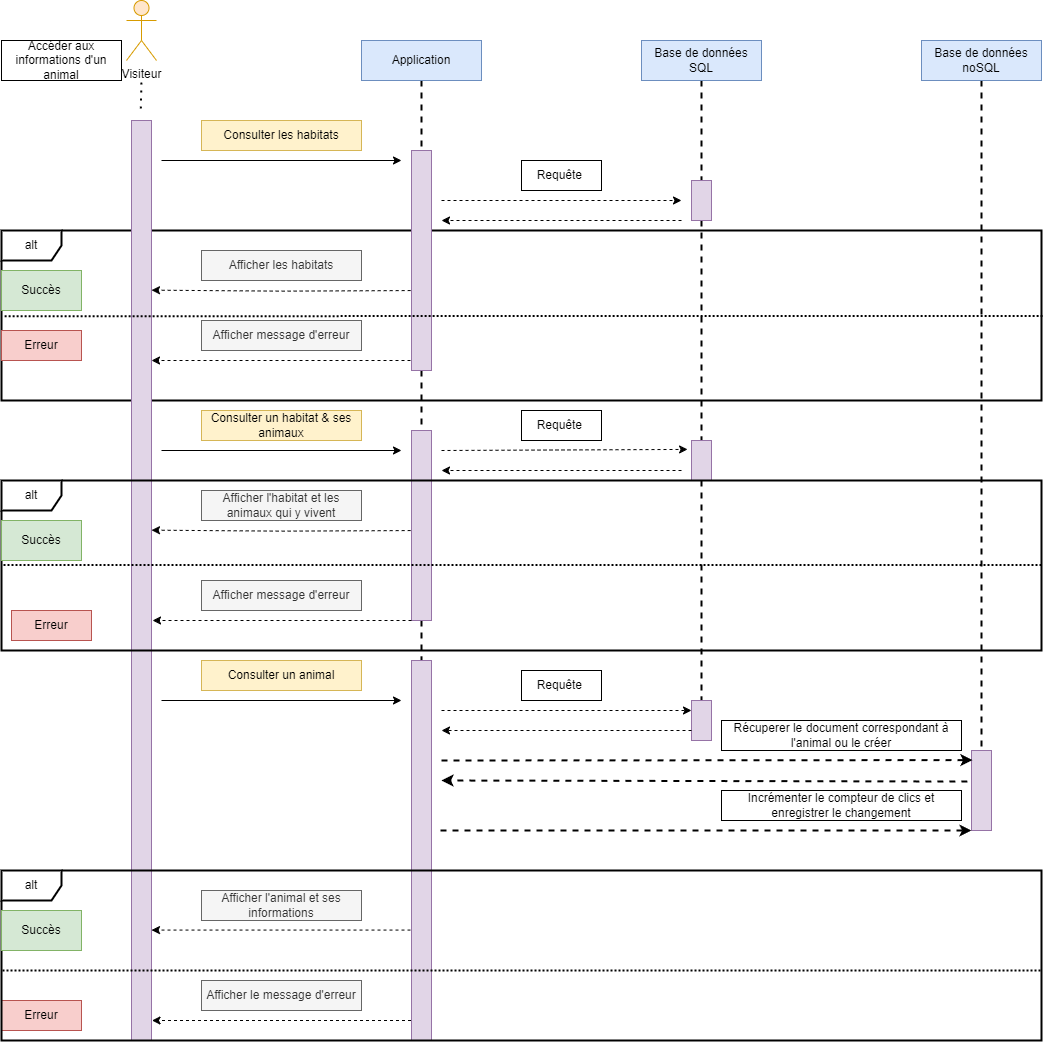 Accèder aux
informations d'un
animal
Visiteur
Application
Base de données
SQL
Base de données
noSQL
Consulter les habitats
Requête
alt
Afficher les habitats
Succès
Afficher message d'erreur
Erreur
Consulter un habitat & ses
animaux
Requête
alt
Afficher l'habitat et les
animaux qui y vivent
Succès
Afficher message d'erreur
Erreur
Consulter un animal
Requête
Récuperer le document correspondant à
l'animal ou le créer
Incrémenter le compteur de clics et
enregistrer le changement
alt
Afficher l'animal et ses
informations
Succès
Afficher le message d'erreur
Erreur